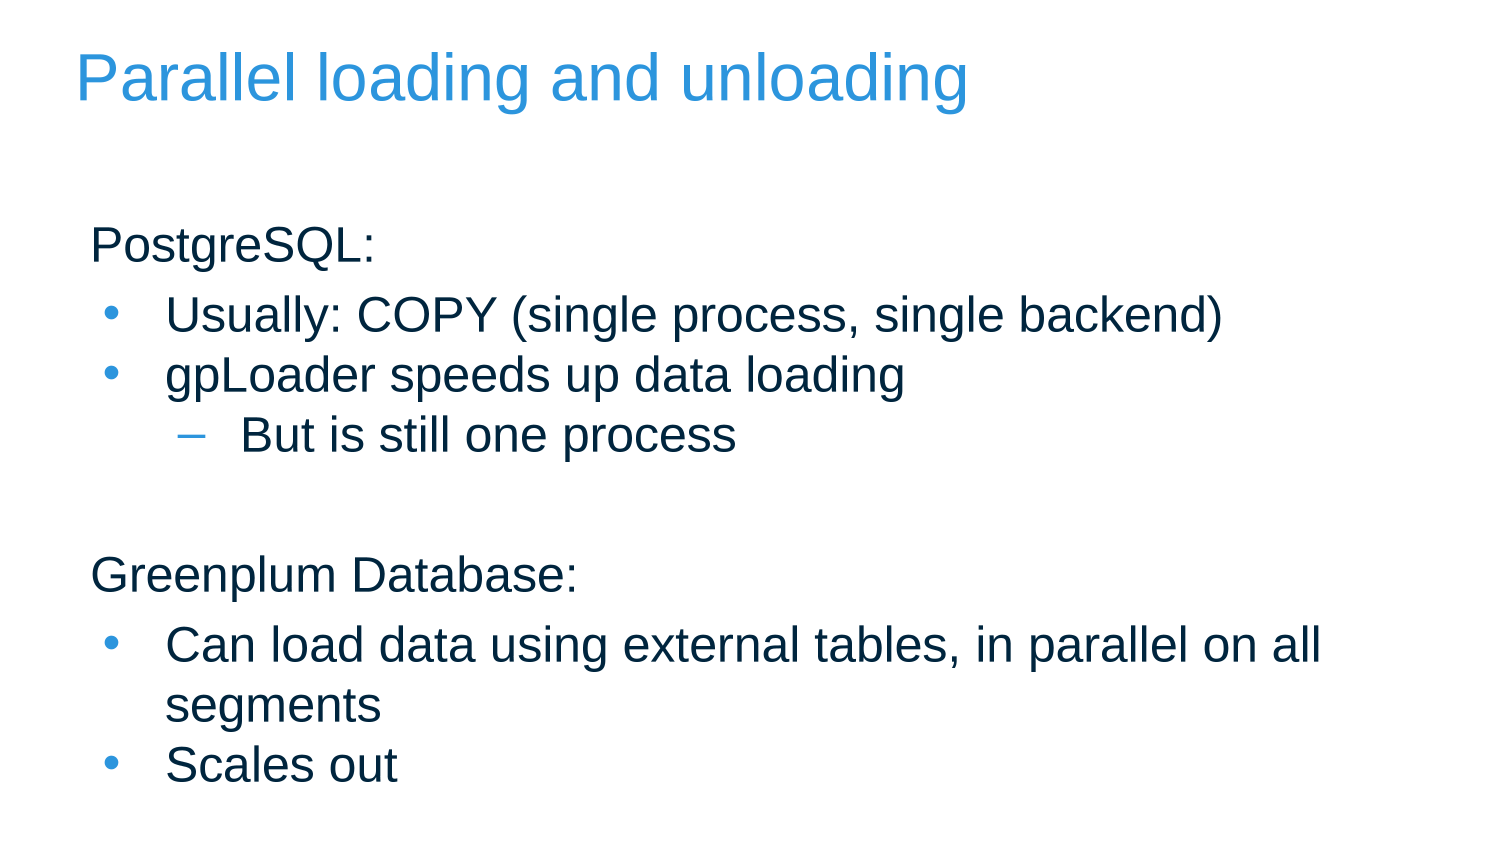 Parallel loading and unloading
PostgreSQL:
• Usually: COPY (single process, single backend)
• gpLoader speeds up data loading
– But is still one process
Greenplum Database:
• Can load data using external tables, in parallel on all
segments
• Scales out